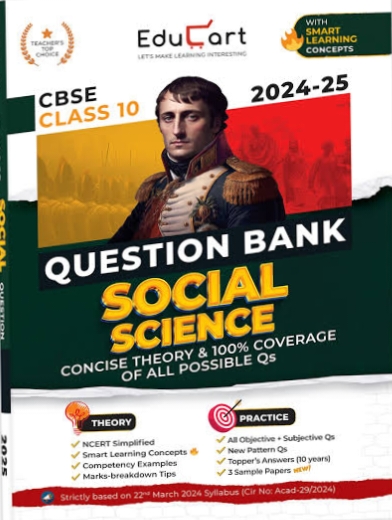 TEACHER'S
TOP
CHOICE
EduCart
LET'S MAKE LEARNING INTERESTING
WITH
SMART
LEARNING
CONCEPTS
CBSE
CLASS 10
2024-25
QUESTION BANK
SOCIAL
SCIENCE
CONCISE THEORY & 100% COVERAGE
OF ALL POSSIBLE Qs
THEORY
NCERT Simplified
Smart Learning Concepts
Competency Examples
Marks-breakdown Tips
PRACTICE
All Objective + Subjective Qs
New Pattern Qs
Topper's Answers (10 years)
3 Sample Papers NEW!
Strictly based on 22nd March 2024 Syllabus (Cir No: Acad-29/2024)
SOCIAL
QUESTION
2025